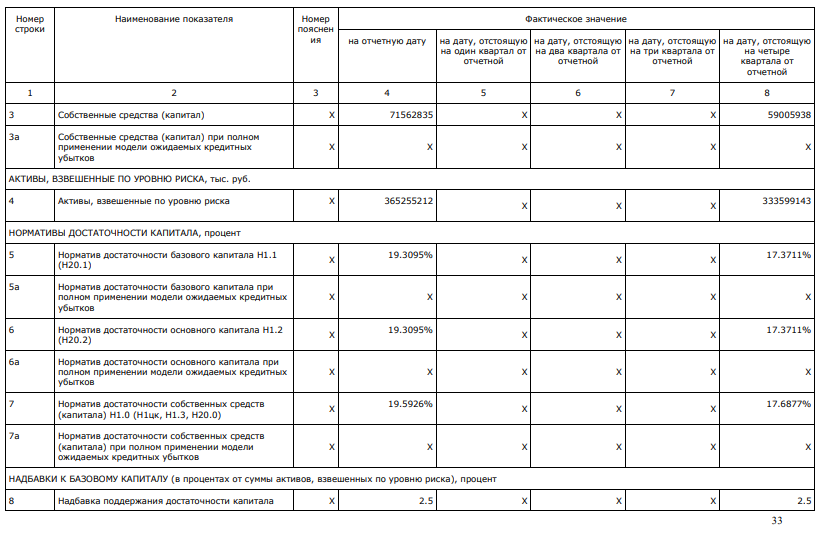 Номер строки Наименование показателя Номер пояснения Фактическое значение
на отчетную дату на дату, отстоящую на один квартал от отчетной на дату, отстоящую на два квартала от отчетной на дату, отстоящую на три квартала от отчетной на дату, отстоящую на четыре квартала от отчетной
1 2 3 4 5 6 7 8
3 Собственные средства (капитал) X 71562835 X X X 59005938
3а Собственные средства (капитал) при полном
применении модели ожидаемых кредитных X X X X X X
убытков
АКТИВЫ, ВЗВЕШЕННЫЕ ПО УРОВНЮ РИСКА, тыс. руб.
4 Активы, взвешенные по уровню риска X 365255212 X X X 333599143
НОРМАТИВЫ ДОСТАТОЧНОСТИ КАПИТАЛА, процент
5 Норматив достаточности базового капитала Н1.1 X 19.3095% X X X 17.3711%
(Н20.1)
5а Норматив достаточности базового капитала при
полном применении модели ожидаемых кредитных X X X X X X
убытков
6 Норматив достаточности основного капитала Н1.2 X 19.3095% X X X 17.3711%
(Н20.2)
6а Норматив достаточности основного капитала при
полном применении модели ожидаемых кредитных X X X X X X
убытков
7 Норматив достаточности собственных средств X 19.5926% X X X 17.6877%
(капитала) Н1.0 (Н1цк, Н1.3, Н20.0)
7а Норматив достаточности собственных средств
(капитала) при полном применении модели X X X X X X
ожидаемых кредитных убытков
НАДБАВКИ К БАЗОВОМУ КАПИТАЛУ (в процентах от суммы активов, взвешенных по уровню риска), процент
8 Надбавка поддержания достаточности капитала X 2.5 X X X 2.5
33